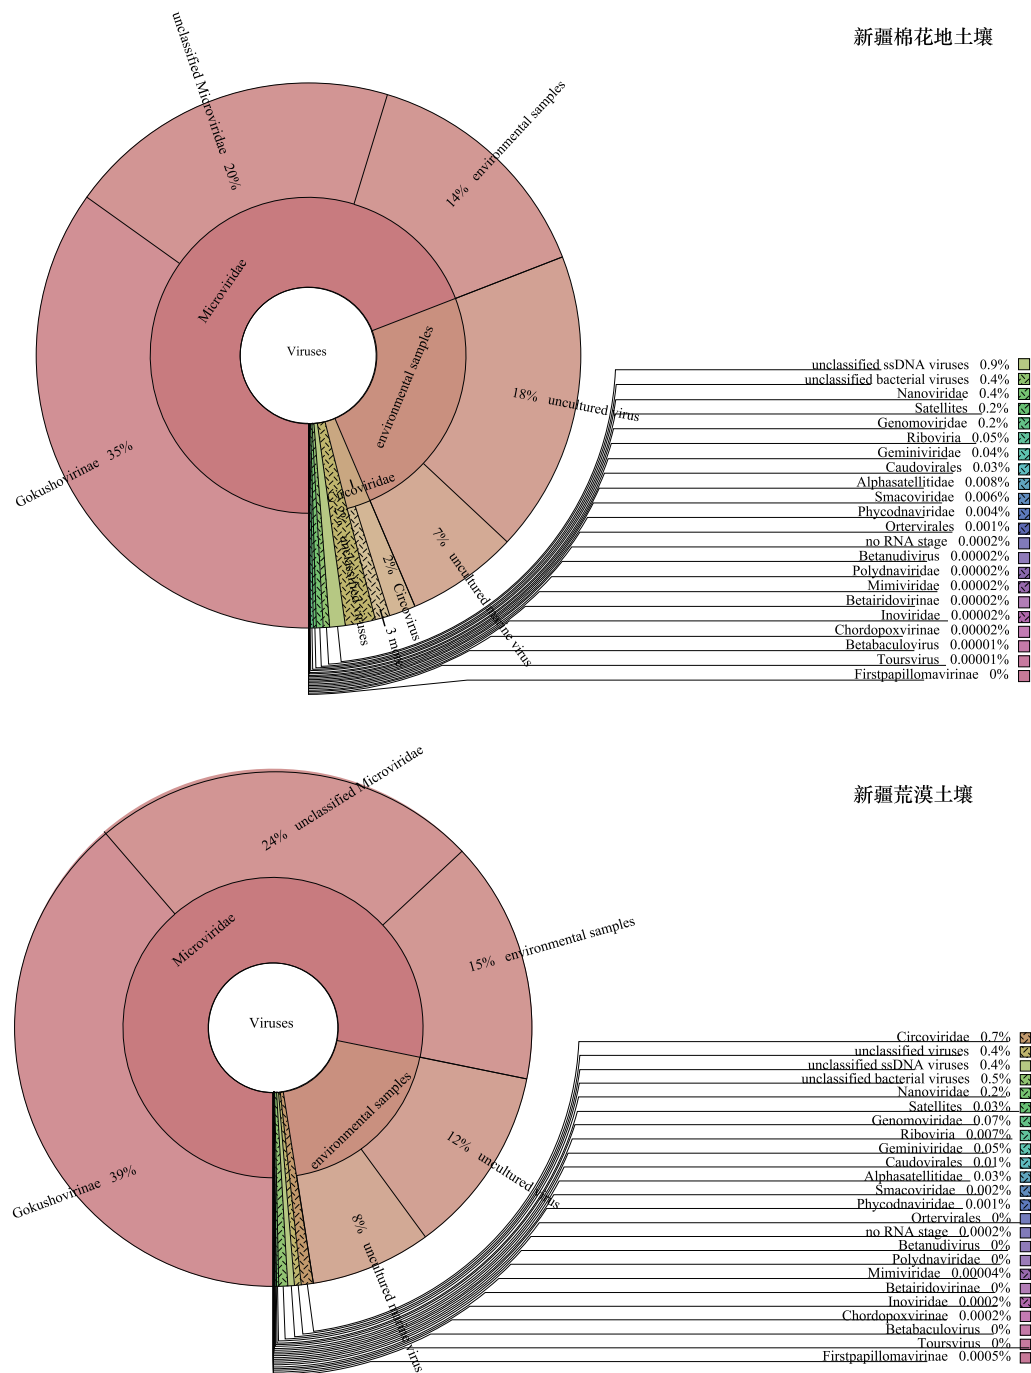 新疆棉花地土壤
unclassified Microviridae 20%
14% environmental samples
Microviridae
Viruses
environmental samples
18% uncultured virus
Gokushovirinae 35%
7% uncultured marine virus
2% Circovirus
3 more
unclassified ssDNA viruses 0.9%
unclassified bacterial viruses 0.4%
Nanoviridae 0.4%
Satellites 0.2%
Genomoviridae 0.2%
Riboviria 0.05%
Geminiviridae 0.04%
Caudovirales 0.03%
Alphasatellitidae 0.008%
Smacoviridae 0.006%
Phycodnaviridae 0.004%
Ortervirales 0.001%
no RNA stage 0.0002%
Betanudivirus 0.00002%
Polydnaviridae 0.00002%
Mimiviridae 0.00002%
Betairidovirinae 0.00002%
Inoviridae 0.00002%
Chordopoxvirinae 0.00002%
Betabaculovirus 0.00001%
Toursvirus 0.00001%
Firstpapillomavirinae 0%
新疆荒漠土壤
24% unclassified Microviridae
Microviridae
15% environmental samples
Viruses
environmental samples
12% uncultured virus
Gokushovirinae 39%
8% uncultured marine virus
Circoviridae 0.7%
unclassified viruses 0.4%
unclassified ssDNA viruses 0.4%
unclassified bacterial viruses 0.5%
Nanoviridae 0.2%
Satellites 0.03%
Genomoviridae 0.07%
Riboviria 0.007%
Geminiviridae 0.05%
Caudovirales 0.01%
Alphasatellitidae 0.03%
Smacoviridae 0.002%
Phycodnaviridae 0.001%
Ortervirales 0%
no RNA stage 0.0002%
Betanudivirus 0%
Polydnaviridae 0%
Mimiviridae 0.00004%
Betairidovirinae 0%
Inoviridae 0.0002%
Chordopoxvirinae 0.0002%
Betabaculovirus 0%
Toursvirus 0%
Firstpapillomavirinae 0.0005%